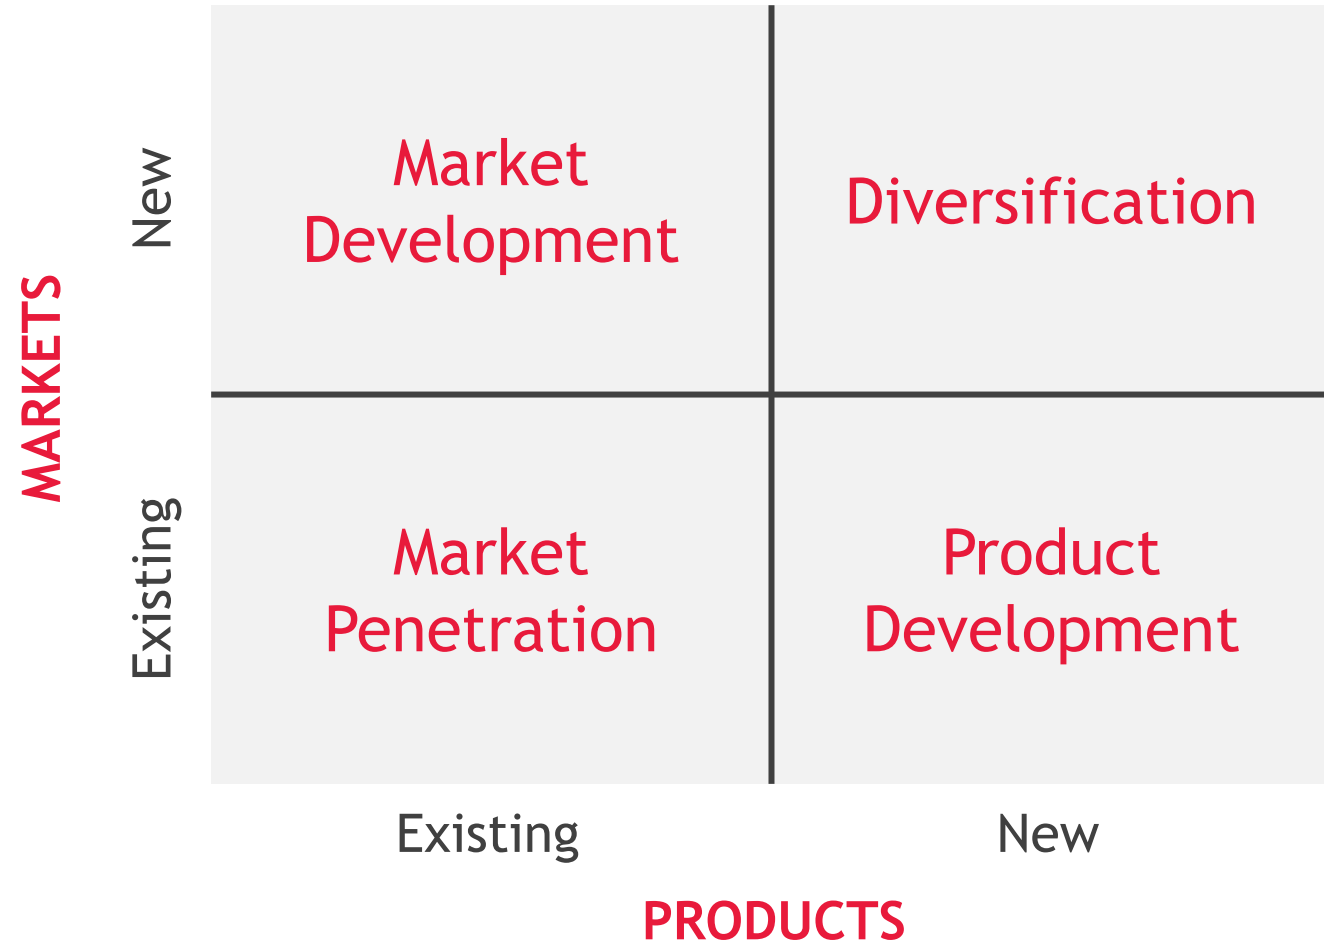 MARKETS
New
Market
Development
Diversification
Existing
Market
Penetration
Product
Development
Existing
New
PRODUCTS